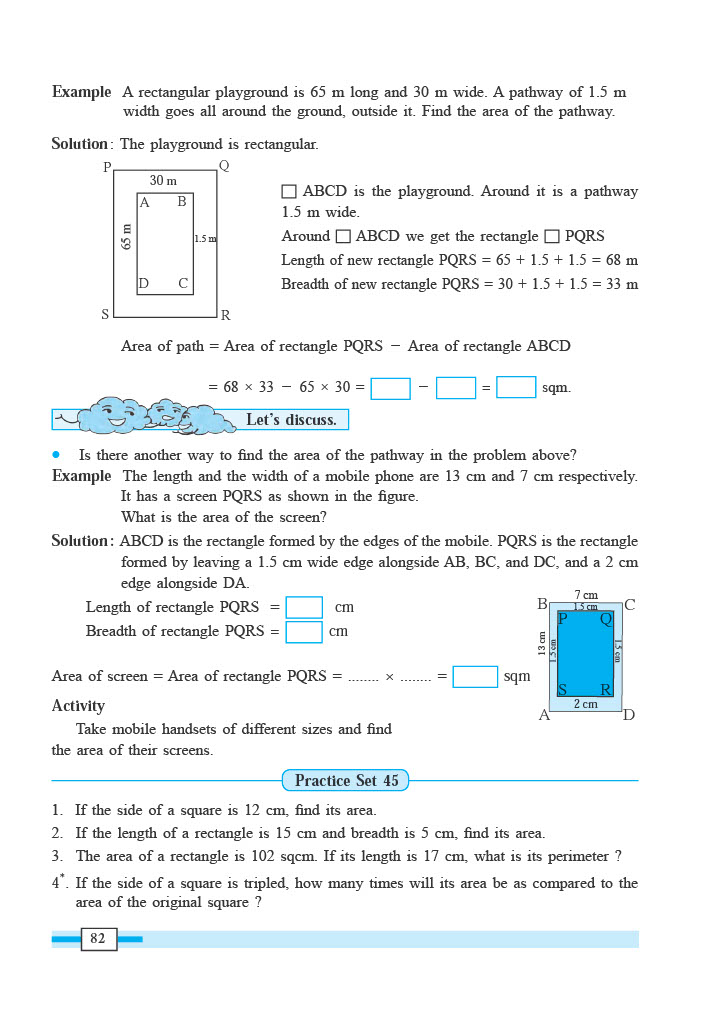 Example A rectangular playground is 65 m long and 30 m wide. A pathway of 1.5 m
width goes all around the ground, outside it. Find the area of the pathway.
Solution: The playground is rectangular.
P Q
30 m
A B
65 m
1.5 m
D C
S R
□ ABCD is the playground. Around it is a pathway
1.5 m wide.
Around □ ABCD we get the rectangle □ PQRS
Length of new rectangle PQRS = 65 + 1.5 + 1.5 = 68 m
Breadth of new rectangle PQRS = 30 + 1.5 + 1.5 = 33 m
Area of path = Area of rectangle PQRS − Area of rectangle ABCD
= 68 × 33 − 65 × 30 = □ − □ = □ sqm.
Let's discuss.
• Is there another way to find the area of the pathway in the problem above?
Example The length and the width of a mobile phone are 13 cm and 7 cm respectively.
It has a screen PQRS as shown in the figure.
What is the area of the screen?
Solution: ABCD is the rectangle formed by the edges of the mobile. PQRS is the rectangle
formed by leaving a 1.5 cm wide edge alongside AB, BC, and DC, and a 2 cm
edge alongside DA.
Length of rectangle PQRS = □ cm
Breadth of rectangle PQRS = □ cm
7 cm
B 1.5 cm C
P Q
13 cm
1.5 cm
1.5 cm
S R
2 cm
A D
Area of screen = Area of rectangle PQRS = ........ × ........ = □ sqm
Activity
Take mobile handsets of different sizes and find
the area of their screens.
Practice Set 45
1. If the side of a square is 12 cm, find its area.
2. If the length of a rectangle is 15 cm and breadth is 5 cm, find its area.
3. The area of a rectangle is 102 sqcm. If its length is 17 cm, what is its perimeter ?
4*. If the side of a square is tripled, how many times will its area be as compared to the
area of the original square ?
82